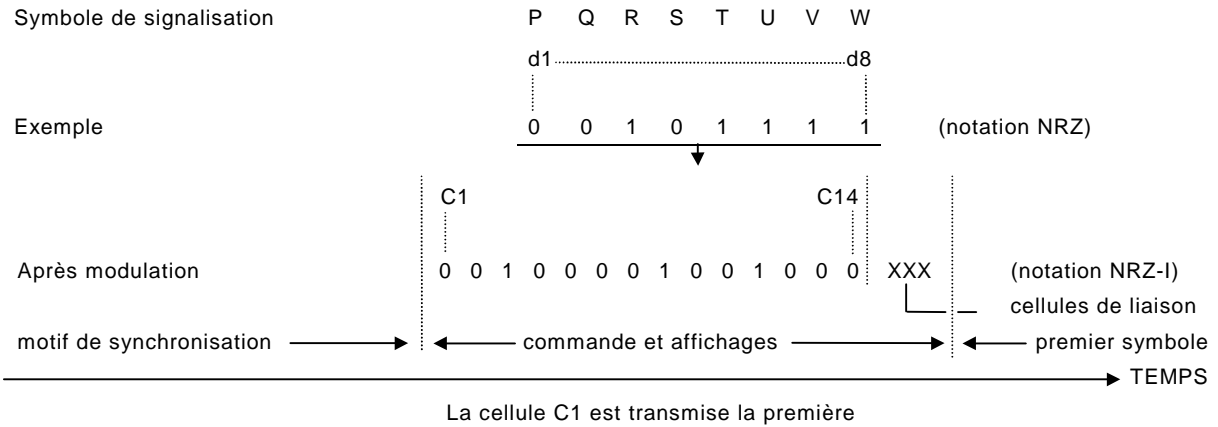 Symbole de signalisation P Q R S T U V W
d1 d8
Exemple 0 0 1 0 1 1 1 1 (notation NRZ)
C1 C14
Après modulation 0 0 1 0 0 0 0 1 0 0 1 0 0 0 XXX (notation NRZ-I)
cellules de liaison
motif de synchronisation commande et affichages premier symbole
TEMPS
La cellule C1 est transmise la première